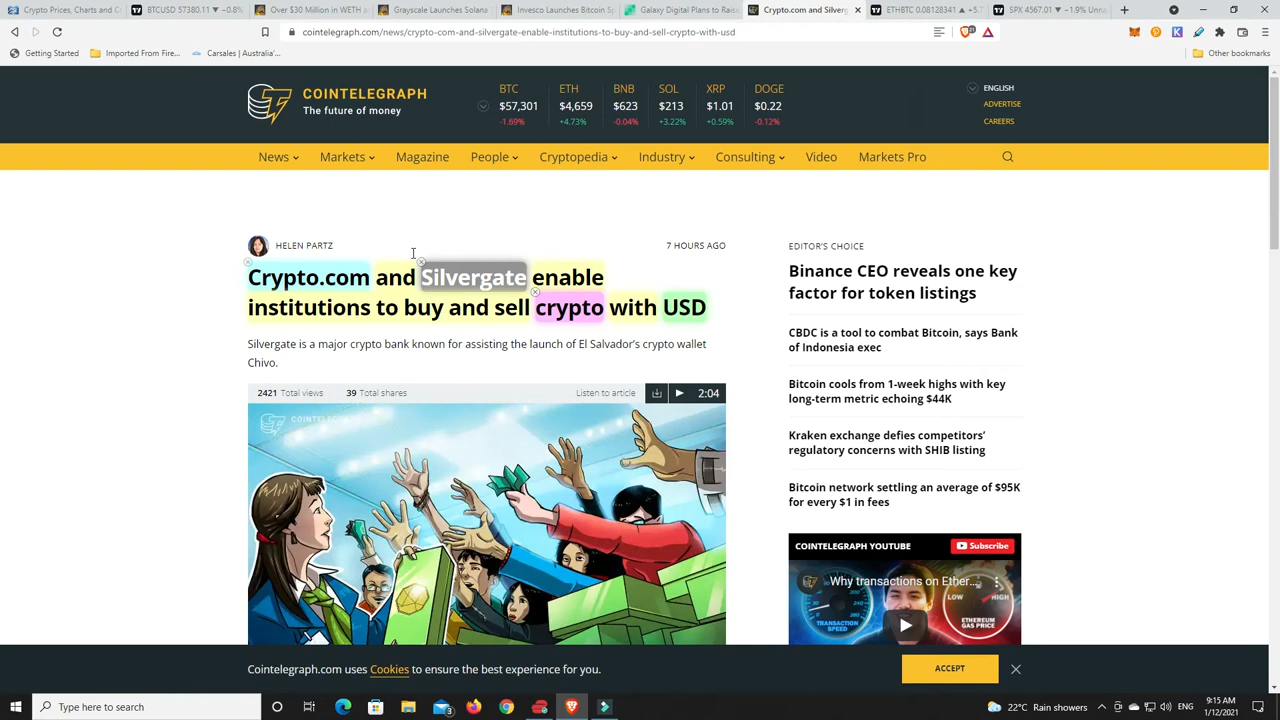 Crypto Prices, Charts and Co
BTCUSD 57380.11 ▼ −0.8%
Over $30 Million in WETH a
Grayscale Launches Solana
Invesco Launches Bitcoin Sp
Galaxy Digital Plans to Raise
Crypto.com and Silverg
ETHBTC 0.08128341 ▲ +5.7
SPX 4567.01 ▼ −1.9% Unna
cointelegraph.com/news/crypto-com-and-silvergate-enable-institutions-to-buy-and-sell-crypto-with-usd
Getting Started
Imported From Fire...
Carsales | Australia'...
Other bookmarks
COINTELEGRAPH
The future of money
BTC ETH BNB SOL XRP DOGE
$57,301 $4,659 $623 $213 $1.01 $0.22
-1.69% +4.73% -0.04% +3.22% +0.59% -0.12%
ENGLISH
ADVERTISE
CAREERS
News Markets Magazine People Cryptopedia Industry Consulting Video Markets Pro
HELEN PARTZ
7 HOURS AGO
Crypto.com and Silvergate enable
institutions to buy and sell crypto with USD
Silvergate is a major crypto bank known for assisting the launch of El Salvador's crypto wallet
Chivo.
2421 Total views 39 Total shares Listen to article 2:04
COINTELEG
EDITOR'S CHOICE
Binance CEO reveals one key
factor for token listings
CBDC is a tool to combat Bitcoin, says Bank
of Indonesia exec
Bitcoin cools from 1-week highs with key
long-term metric echoing $44K
Kraken exchange defies competitors'
regulatory concerns with SHIB listing
Bitcoin network settling an average of $95K
for every $1 in fees
COINTELEGRAPH YOUTUBE
Subscribe
Why transactions on Ether...
LOW
HIGH
TRANSACTION
SPEED
ETHEREUM
GAS PRICE
Cointelegraph.com uses Cookies to ensure the best experience for you.
ACCEPT
Type here to search
22°C Rain showers
9:15 AM
1/12/2021